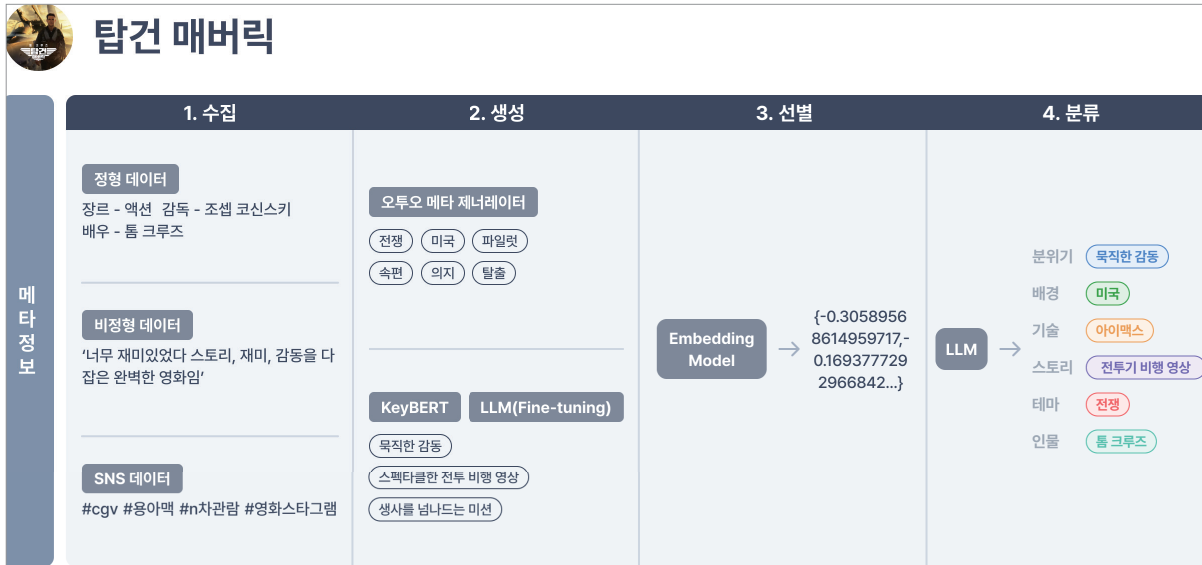 탑건 매버릭
탑건
메타정보
1. 수집
2. 생성
3. 선별
4. 분류
정형 데이터
장르 - 액션 감독 - 조셉 코신스키
배우 - 톰 크루즈
비정형 데이터
‘너무 재미있었다 스토리, 재미, 감동을 다
잡은 완벽한 영화임’
SNS 데이터
#cgv #용아맥 #n차관람 #영화스타그램
오투오 메타 제너레이터
전쟁 미국 파일럿
속편 의지 탈출
KeyBERT LLM(Fine-tuning)
묵직한 감동
스펙타클한 전투 비행 영상
생사를 넘나드는 미션
Embedding
Model
{-0.3058956
8614959717,-
0.169377729
2966842...}
LLM
분위기 묵직한 감동
배경 미국
기술 아이맥스
스토리 전투기 비행 영상
테마 전쟁
인물 톰 크루즈